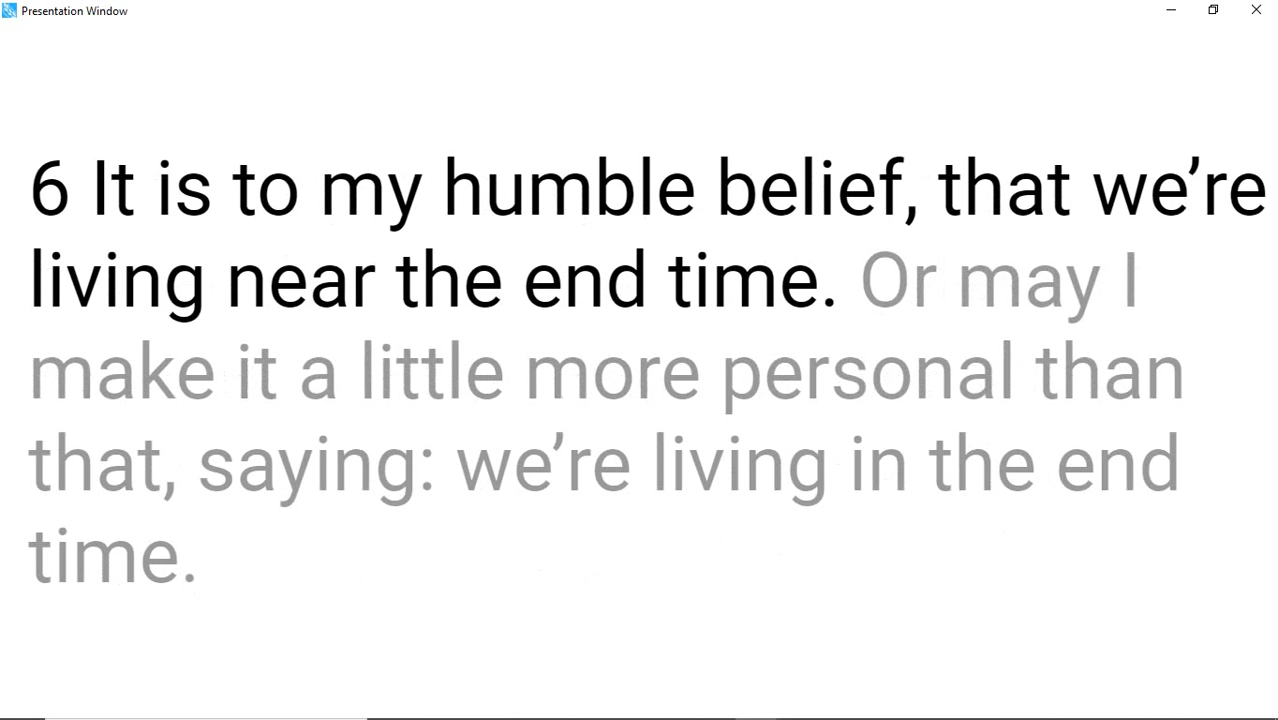 Presentation Window
6 It is to my humble belief, that we’re
living near the end time. Or may I
make it a little more personal than
that, saying: we’re living in the end
time.